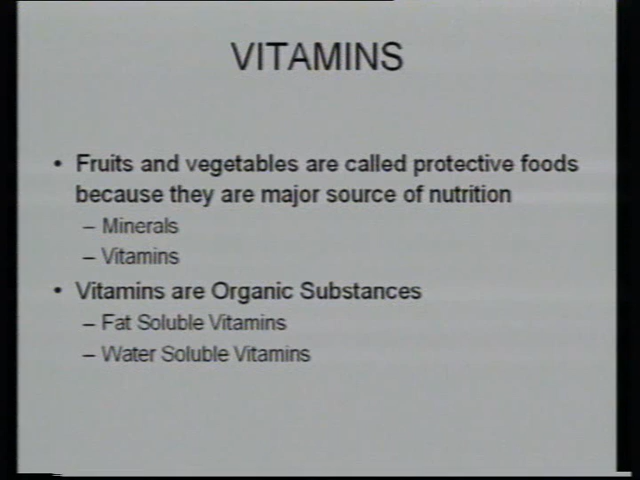 VITAMINS
• Fruits and vegetables are called protective foods
because they are major source of nutrition
– Minerals
– Vitamins
• Vitamins are Organic Substances
– Fat Soluble Vitamins
– Water Soluble Vitamins